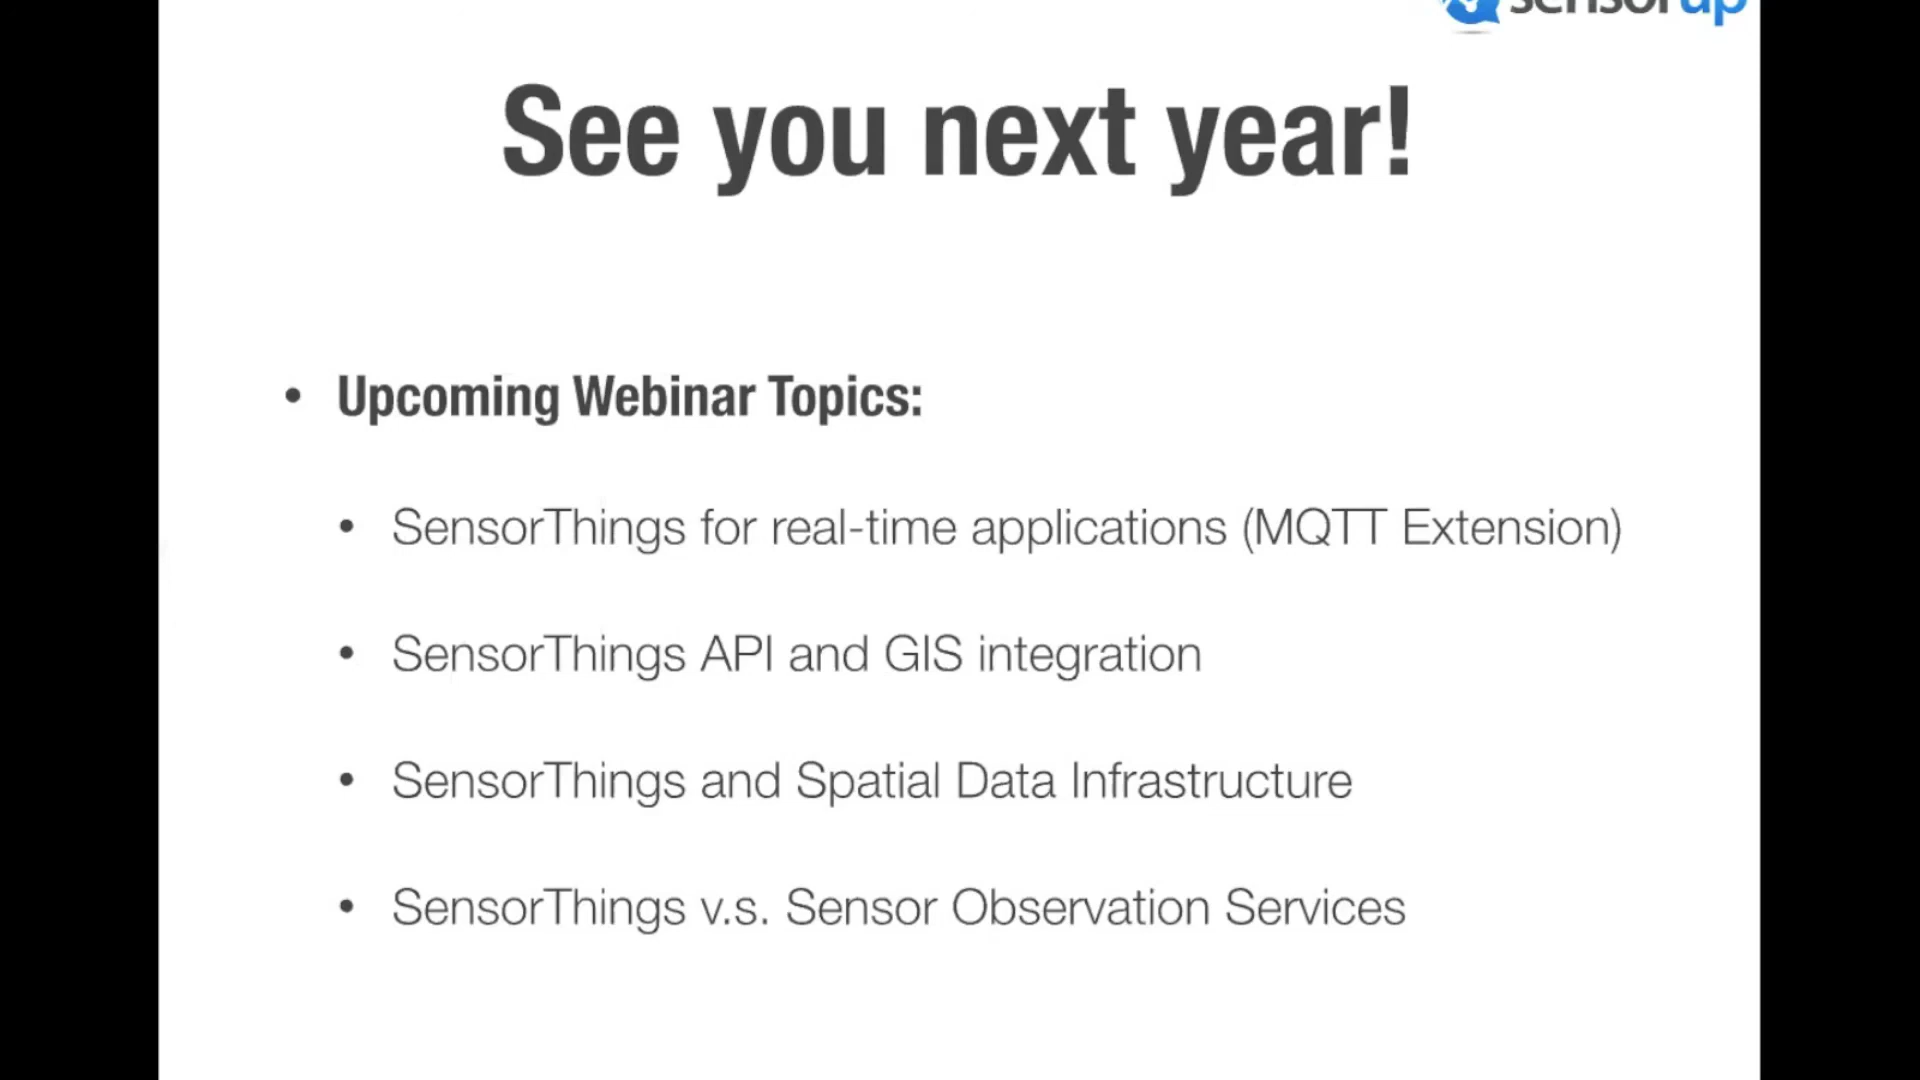 sensorup
See you next year!
• Upcoming Webinar Topics:
• SensorThings for real-time applications (MQTT Extension)
• SensorThings API and GIS integration
• SensorThings and Spatial Data Infrastructure
• SensorThings v.s. Sensor Observation Services